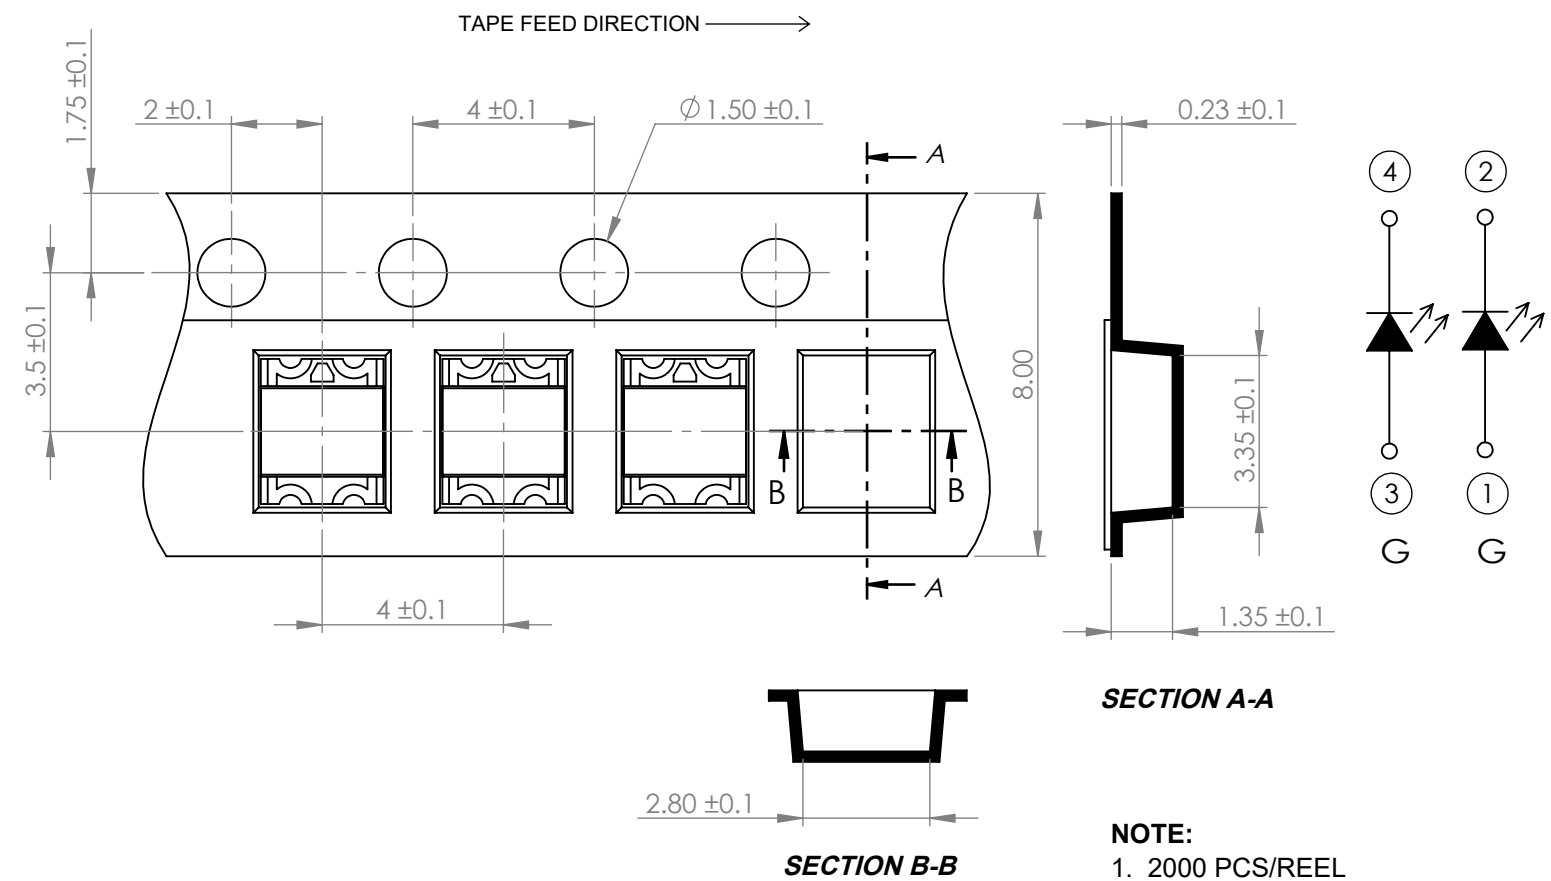 TAPE FEED DIRECTION
1.75 ±0.1
2 ±0.1
4 ±0.1
Ø 1.50 ±0.1
0.23 ±0.1
A
4
2
3.5 ±0.1
8.00
3.35 ±0.1
B
B
3
1
G
G
A
4 ±0.1
1.35 ±0.1
SECTION A-A
2.80 ±0.1
SECTION B-B
NOTE:
1. 2000 PCS/REEL